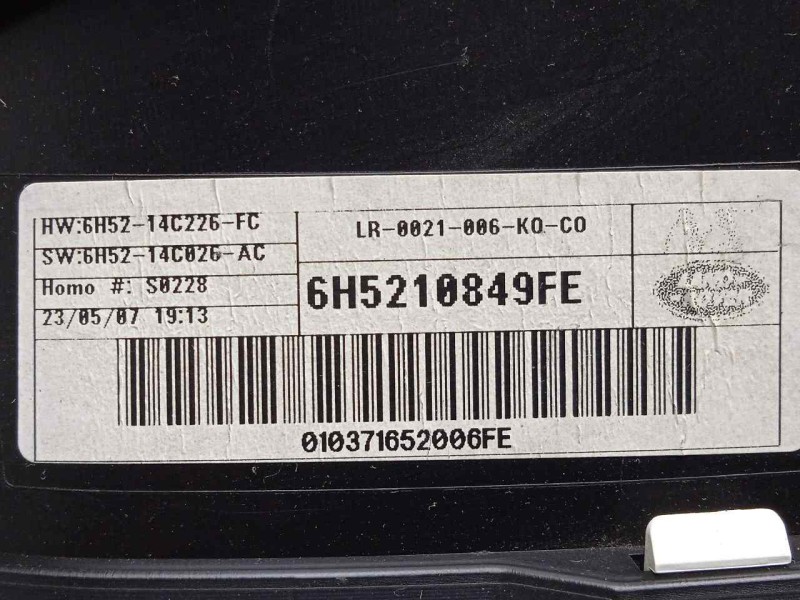 HW:6H52-14C226-FC
SW:6H52-14C026-AC
Homo #: S0228
23/05/07 19:13
LR-0021-006-KO-CO
6H5210849FE
010371652006FE